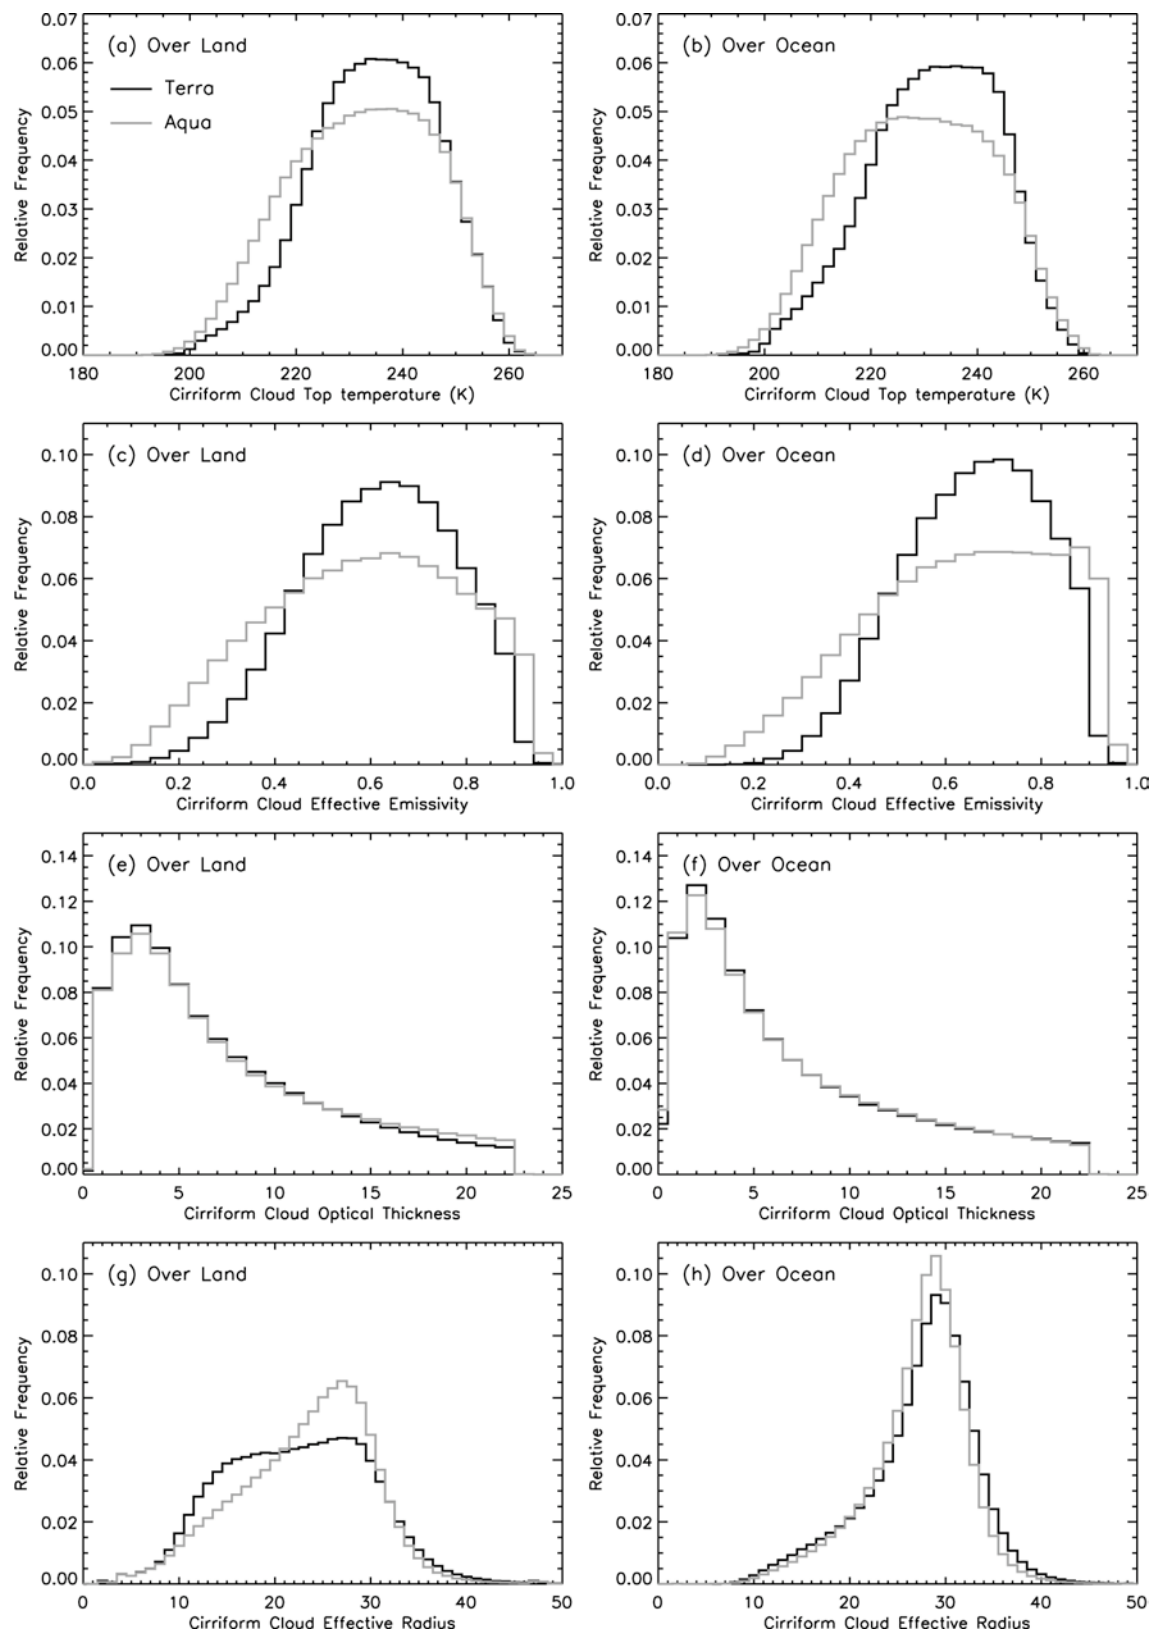 0.07
0.06
0.05
0.04
0.03
0.02
0.01
0.00
Relative Frequency
(a) Over Land
Terra
Aqua
180 200 220 240 260
Cirriform Cloud Top temperature (K)
0.07
0.06
0.05
0.04
0.03
0.02
0.01
0.00
Relative Frequency
(b) Over Ocean
180 200 220 240 260
Cirriform Cloud Top temperature (K)
0.10
0.08
0.06
0.04
0.02
0.00
Relative Frequency
(c) Over Land
0.0 0.2 0.4 0.6 0.8 1.0
Cirriform Cloud Effective Emissivity
0.10
0.08
0.06
0.04
0.02
0.00
Relative Frequency
(d) Over Ocean
0.0 0.2 0.4 0.6 0.8 1.0
Cirriform Cloud Effective Emissivity
0.14
0.12
0.10
0.08
0.06
0.04
0.02
0.00
Relative Frequency
(e) Over Land
0 5 10 15 20 25
Cirriform Cloud Optical Thickness
0.14
0.12
0.10
0.08
0.06
0.04
0.02
0.00
Relative Frequency
(f) Over Ocean
0 5 10 15 20 25
Cirriform Cloud Optical Thickness
0.10
0.08
0.06
0.04
0.02
0.00
Relative Frequency
(g) Over Land
0 10 20 30 40 50
Cirriform Cloud Effective Radius
0.10
0.08
0.06
0.04
0.02
0.00
Relative Frequency
(h) Over Ocean
0 10 20 30 40 50
Cirriform Cloud Effective Radius